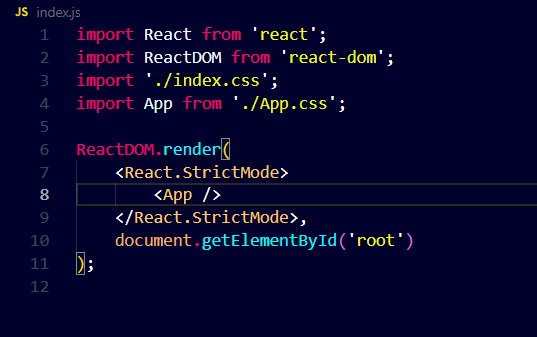 JS index.js
1 import React from 'react';
2 import ReactDOM from 'react-dom';
3 import './index.css';
4 import App from './App.css';
5
6 ReactDOM.render(
7     <React.StrictMode>
8         <App />
9     </React.StrictMode>,
10     document.getElementById('root')
11 );
12